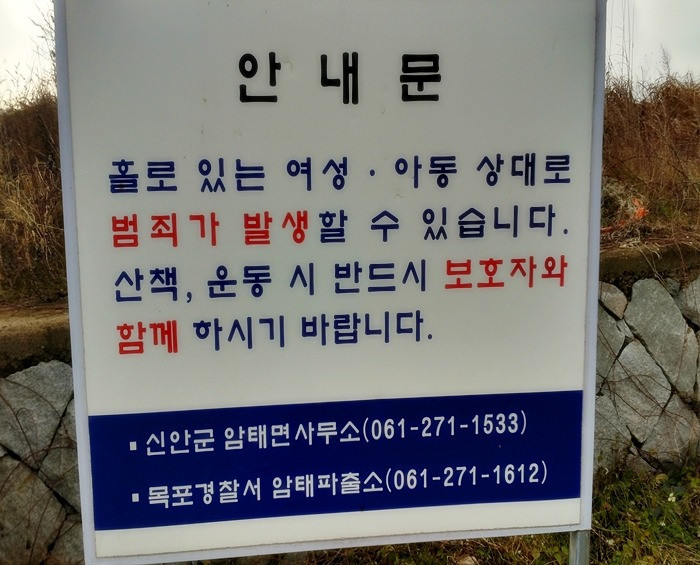 안 내 문
홀로 있는 여성 · 아동 상대로
범죄가 발생할 수 있습니다.
산책, 운동 시 반드시 보호자와
함께 하시기 바랍니다.
▪ 신안군 암태면사무소(061-271-1533)
▪ 목포경찰서 암태파출소(061-271-1612)